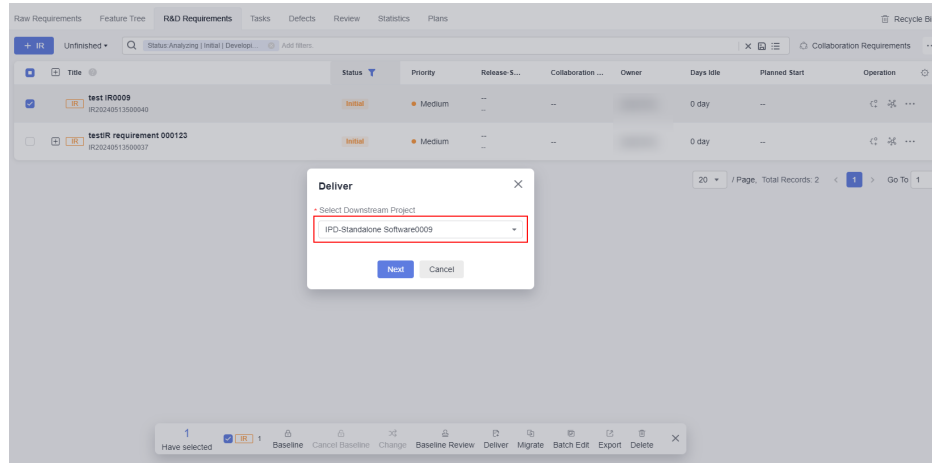 Raw Requirements Feature Tree R&D Requirements Tasks Defects Review Statistics Plans Recycle Bi
+ IR Unfinished Status:Analyzing | Initial | Developi... Add filters. Collaboration Requirements
Title Status Priority Release-S... Collaboration ... Owner Days Idle Planned Start Operation
IR test IR0009 Initial Medium -- -- -- 0 day -- ...
IR20240513500040
IR testIR requirement 000123 Initial Medium -- -- -- 0 day -- ...
IR20240513500037
20 / Page, Total Records: 2 < 1 > Go To 1
Deliver
* Select Downstream Project
IPD-Standalone Software0009
Next Cancel
1 IR 1 Baseline Cancel Baseline Change Baseline Review Deliver Migrate Batch Edit Export Delete
Have selected